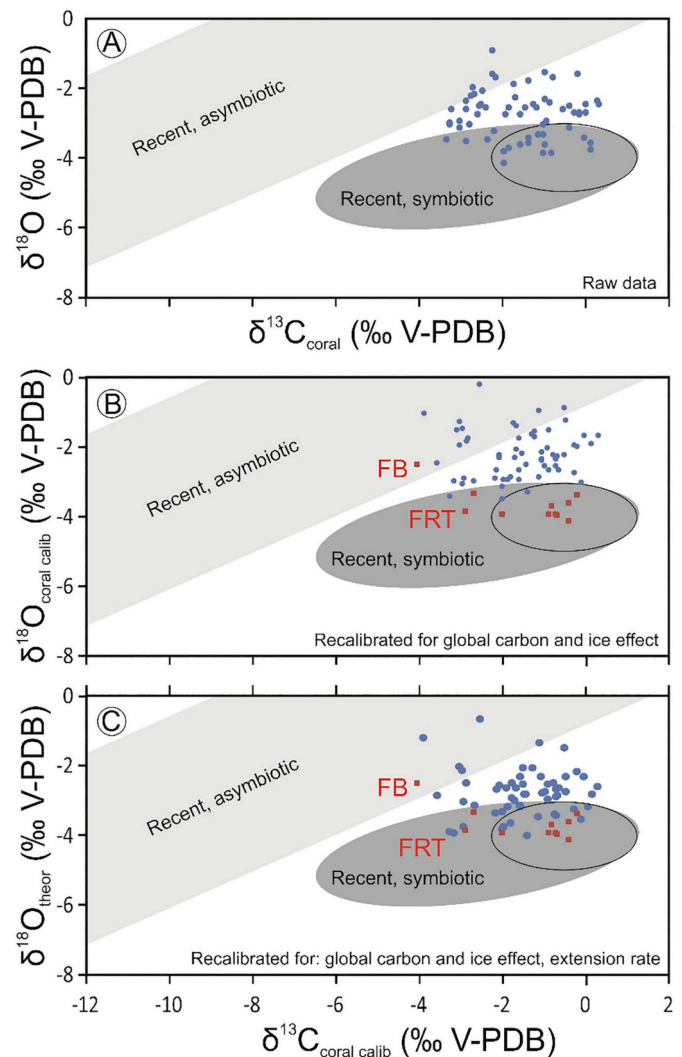 A
0
-2
-4
-6
-8
δ18O (‰ V-PDB)
Recent, asymbiotic
Recent, symbiotic
Raw data
δ13Ccoral (‰ V-PDB)
B
0
-2
-4
-6
-8
δ18Ocoral calib (‰ V-PDB)
Recent, asymbiotic
FB
FRT
Recent, symbiotic
Recalibrated for global carbon and ice effect
C
0
-2
-4
-6
-8
δ18Otheor (‰ V-PDB)
Recent, asymbiotic
FB
FRT
Recent, symbiotic
Recalibrated for: global carbon and ice effect, extension rate
-12 -10 -8 -6 -4 -2 0 2
δ13Ccoral calib (‰ V-PDB)